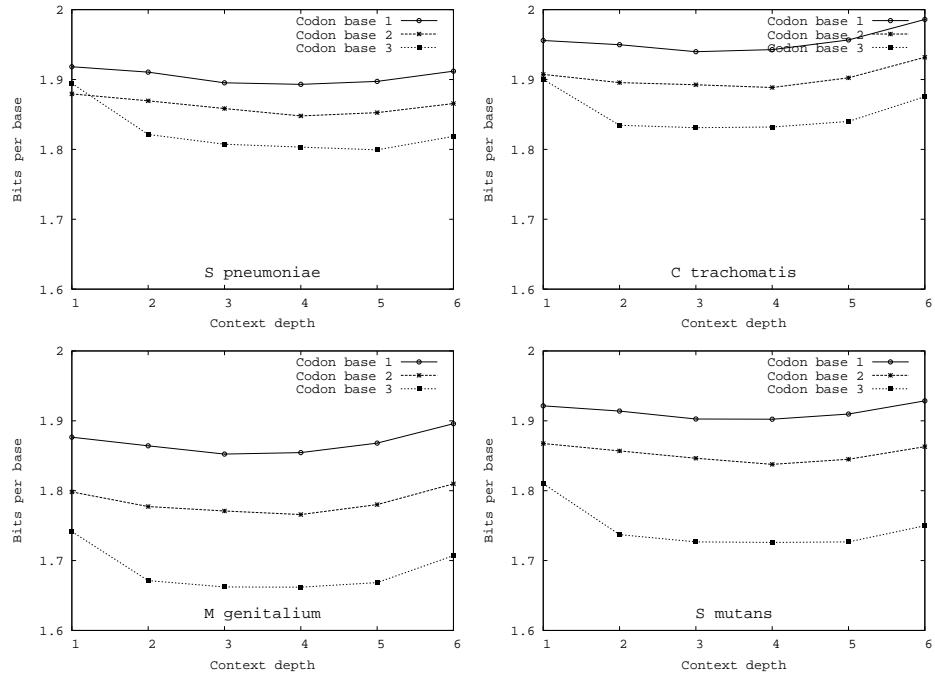 2
1.9
1.8
1.7
1.6
Bits per base
Codon base 1
Codon base 2
Codon base 3
S pneumoniae
1 2 3 4 5 6
Context depth
2
1.9
1.8
1.7
1.6
Bits per base
Codon base 1
Codon base 2
Codon base 3
C trachomatis
1 2 3 4 5 6
Context depth
2
1.9
1.8
1.7
1.6
Bits per base
Codon base 1
Codon base 2
Codon base 3
M genitalium
1 2 3 4 5 6
Context depth
2
1.9
1.8
1.7
1.6
Bits per base
Codon base 1
Codon base 2
Codon base 3
S mutans
1 2 3 4 5 6
Context depth